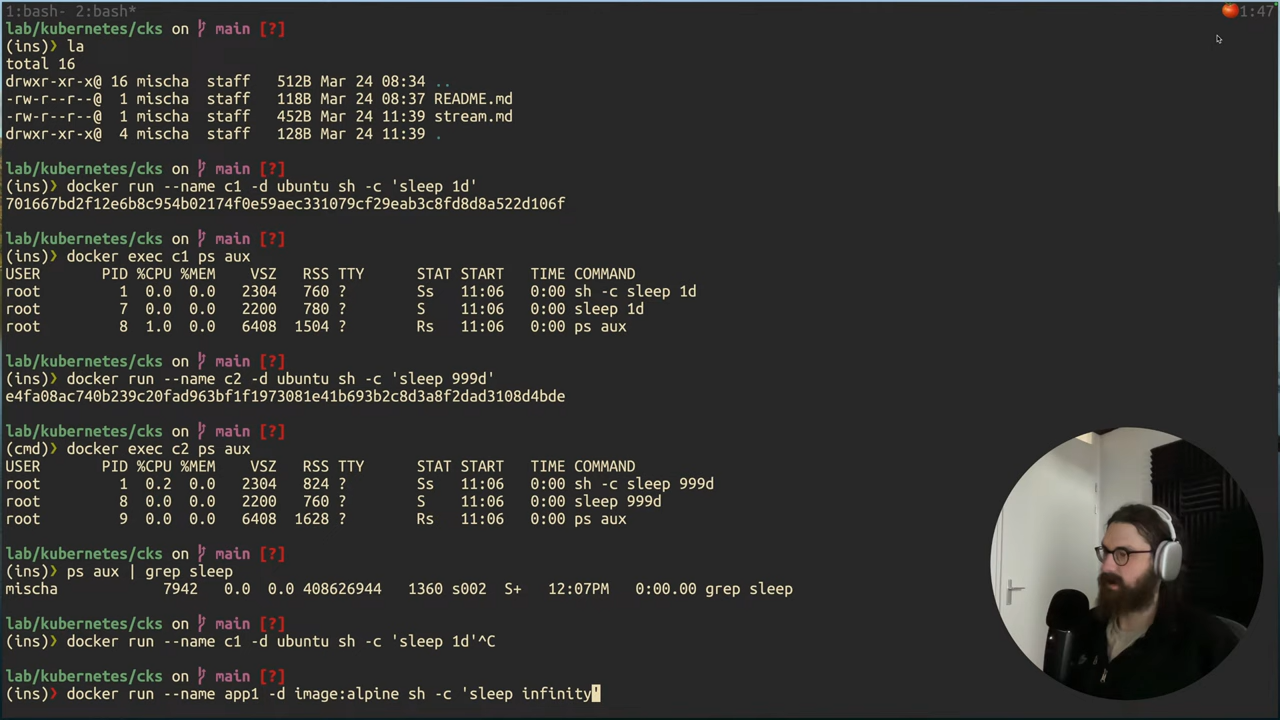 1:bash- 2:bash* 1:47
lab/kubernetes/cks on main [?]
(ins)❯ la
total 16
drwxr-xr-x@ 16 mischa staff 512B Mar 24 08:34 ..
-rw-r--r--@ 1 mischa staff 118B Mar 24 08:37 README.md
-rw-r--r--@ 1 mischa staff 452B Mar 24 11:39 stream.md
drwxr-xr-x@ 4 mischa staff 128B Mar 24 11:39 .
lab/kubernetes/cks on main [?]
(ins)❯ docker run --name c1 -d ubuntu sh -c 'sleep 1d'
701667bd2f12e6b8c954b02174f0e59aec331079cf29eab3c8fd8d8a522d106f
lab/kubernetes/cks on main [?]
(ins)❯ docker exec c1 ps aux
USER PID %CPU %MEM VSZ RSS TTY STAT START TIME COMMAND
root 1 0.0 0.0 2304 760 ? Ss 11:06 0:00 sh -c sleep 1d
root 7 0.0 0.0 2200 780 ? S 11:06 0:00 sleep 1d
root 8 1.0 0.0 6408 1504 ? Rs 11:06 0:00 ps aux
lab/kubernetes/cks on main [?]
(ins)❯ docker run --name c2 -d ubuntu sh -c 'sleep 999d'
e4fa08ac740b239c20fad963bf1f1973081e41b693b2c8d3a8f2dad3108d4bde
lab/kubernetes/cks on main [?]
(cmd)❯ docker exec c2 ps aux
USER PID %CPU %MEM VSZ RSS TTY STAT START TIME COMMAND
root 1 0.2 0.0 2304 824 ? Ss 11:06 0:00 sh -c sleep 999d
root 8 0.0 0.0 2200 760 ? S 11:06 0:00 sleep 999d
root 9 0.0 0.0 6408 1628 ? Rs 11:06 0:00 ps aux
lab/kubernetes/cks on main [?]
(ins)❯ ps aux | grep sleep
mischa 7942 0.0 0.0 408626944 1360 s002 S+ 12:07PM 0:00.00 grep sleep
lab/kubernetes/cks on main [?]
(ins)❯ docker run --name c1 -d ubuntu sh -c 'sleep 1d'^C
lab/kubernetes/cks on main [?]
(ins)❯ docker run --name app1 -d image:alpine sh -c 'sleep infinity'